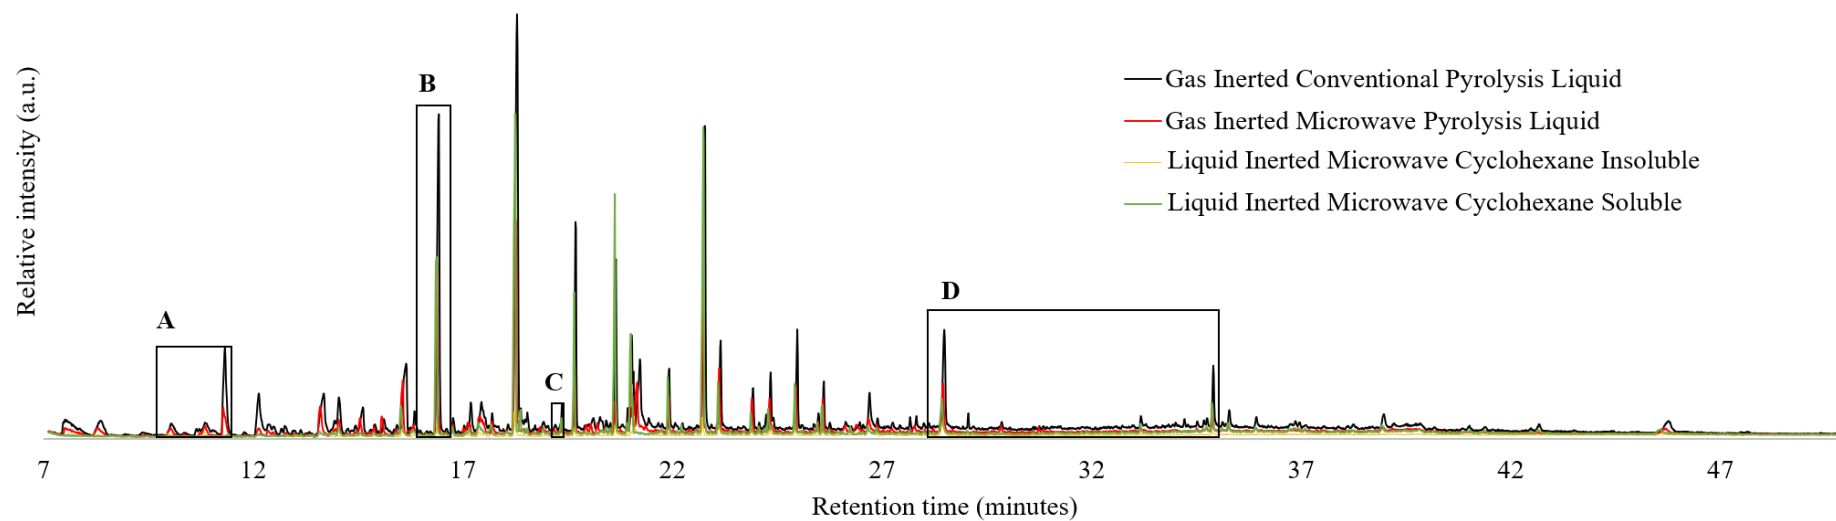 Relative intensity (a.u.)
A
B
C
D
Gas Inerted Conventional Pyrolysis Liquid
Gas Inerted Microwave Pyrolysis Liquid
Liquid Inerted Microwave Cyclohexane Insoluble
Liquid Inerted Microwave Cyclohexane Soluble
7 12 17 22 27 32 37 42 47
Retention time (minutes)